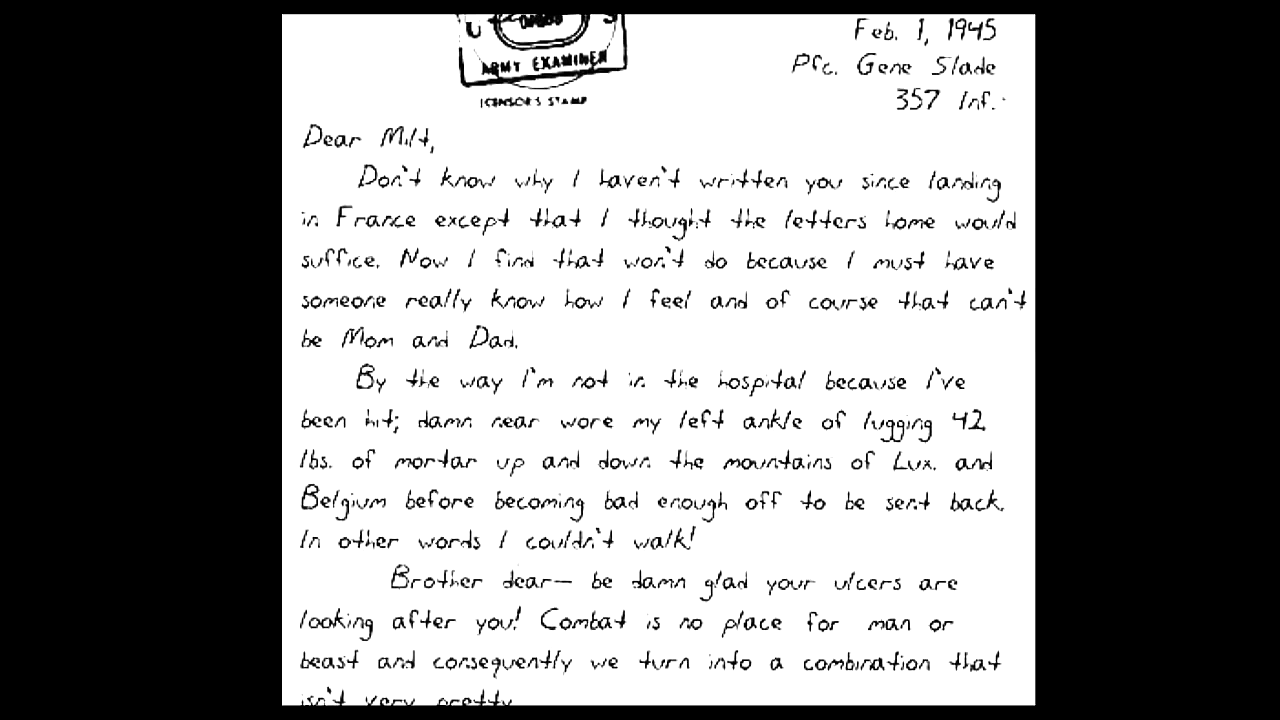 U S
ARMY EXAMINER
CENSOR'S STAMP
Feb. 1, 1945
Pfc. Gene Slade
357 Inf.
Dear Milt,
Don't know why I haven't written you since landing
in France except that I thought the letters home would
suffice. Now I find that won't do because I must have
someone really know how I feel and of course that can't
be Mom and Dad.
By the way I'm not in the hospital because I've
been hit; damn near wore my left ankle of lugging 42
lbs. of mortar up and down the mountains of Lux. and
Belgium before becoming bad enough off to be sent back.
In other words I couldn't walk!
Brother dear— be damn glad your ulcers are
looking after you! Combat is no place for man or
beast and consequently we turn into a combination that
isn't very pretty